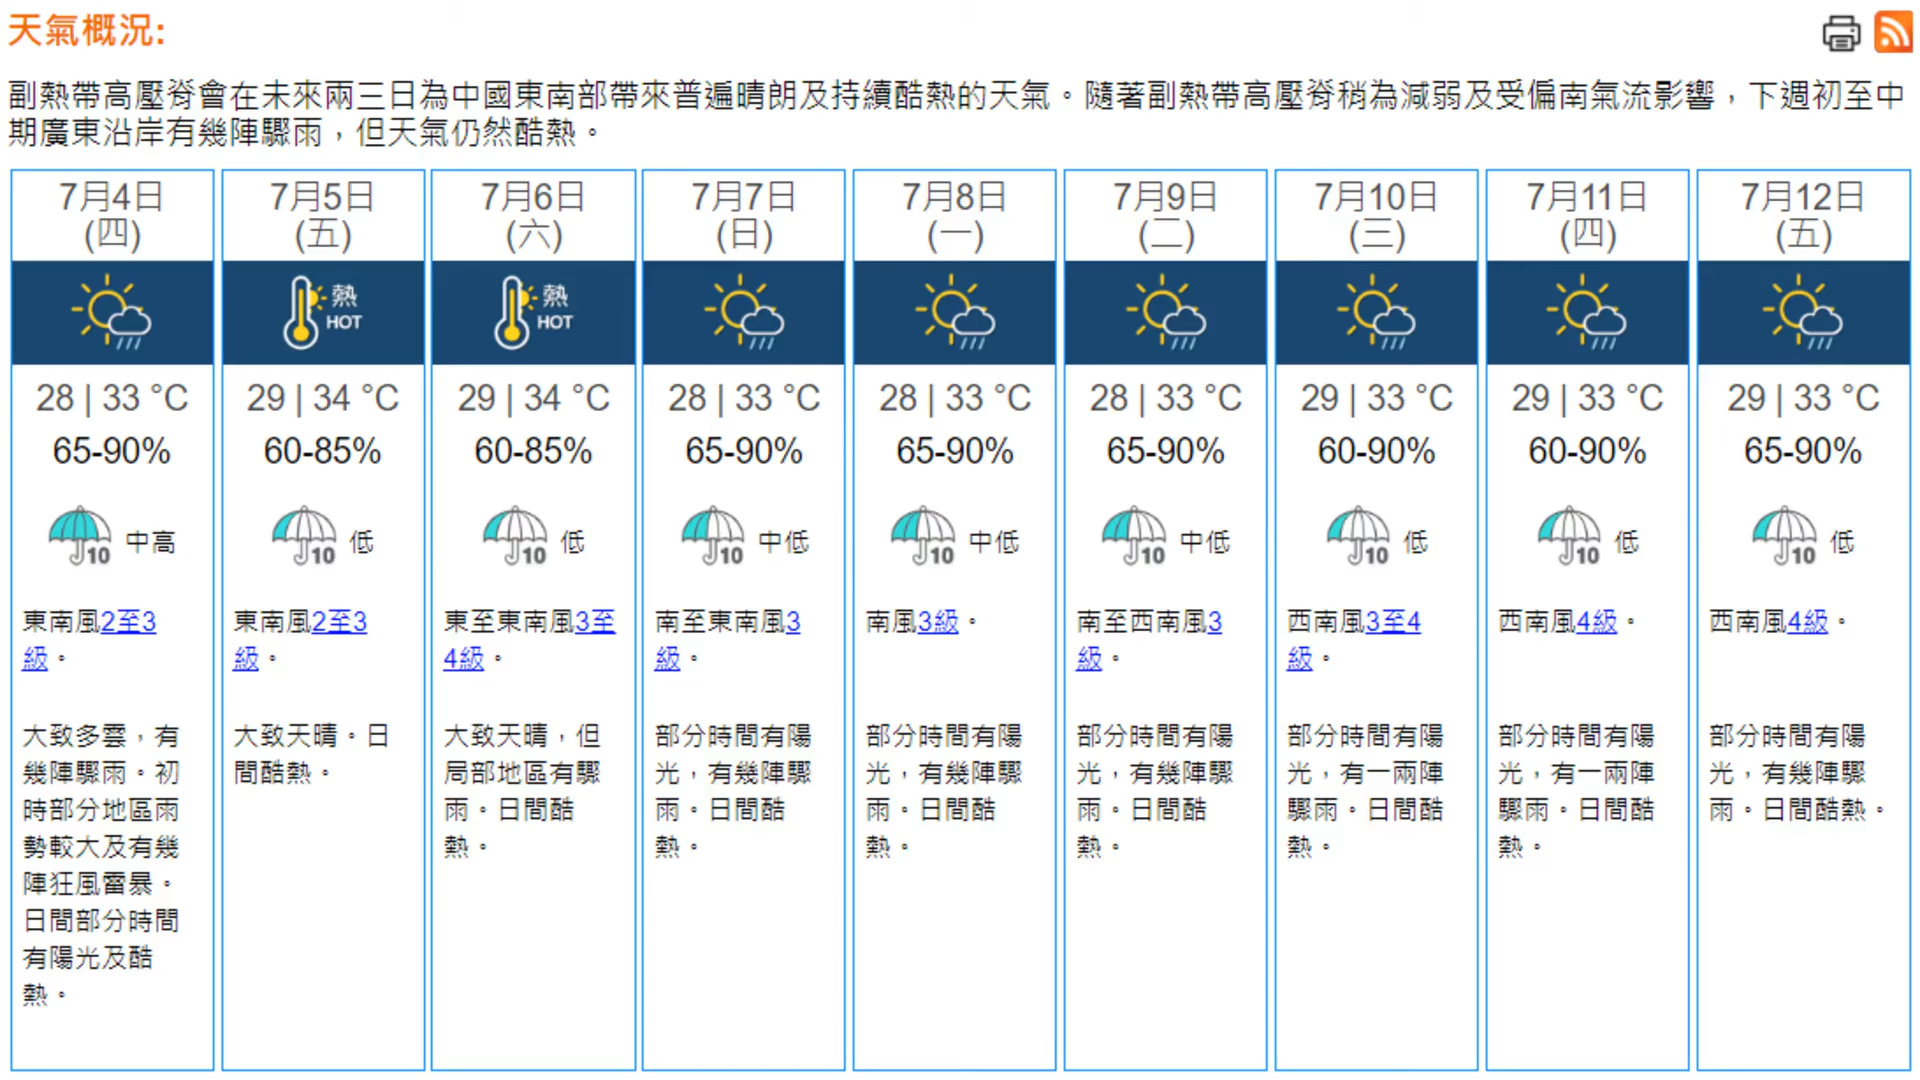 天氣概況:
副熱帶高壓脊會在未來兩三日為中國東南部帶來普遍晴朗及持續酷熱的天氣。隨著副熱帶高壓脊稍為減弱及受偏南氣流影響，下週初至中
期廣東沿岸有幾陣驟雨，但天氣仍然酷熱。
7月4日
(四)
28 | 33 °C
65-90%
10 中高
東南風2至3
級。
大致多雲，有
幾陣驟雨。初
時部分地區雨
勢較大及有幾
陣狂風雷暴。
日間部分時間
有陽光及酷
熱。
7月5日
(五)
熱
HOT
29 | 34 °C
60-85%
10 低
東南風2至3
級。
大致天晴。日
間酷熱。
7月6日
(六)
熱
HOT
29 | 34 °C
60-85%
10 低
東至東南風3至
4級。
大致天晴，但
局部地區有驟
雨。日間酷
熱。
7月7日
(日)
28 | 33 °C
65-90%
10 中低
南至東南風3
級。
部分時間有陽
光，有幾陣驟
雨。日間酷
熱。
7月8日
(一)
28 | 33 °C
65-90%
10 中低
南風3級。
部分時間有陽
光，有幾陣驟
雨。日間酷
熱。
7月9日
(二)
28 | 33 °C
65-90%
10 中低
南至西南風3
級。
部分時間有陽
光，有幾陣驟
雨。日間酷
熱。
7月10日
(三)
29 | 33 °C
60-90%
10 低
西南風3至4
級。
部分時間有陽
光，有一兩陣
驟雨。日間酷
熱。
7月11日
(四)
29 | 33 °C
60-90%
10 低
西南風4級。
部分時間有陽
光，有一兩陣
驟雨。日間酷
熱。
7月12日
(五)
29 | 33 °C
65-90%
10 低
西南風4級。
部分時間有陽
光，有幾陣驟
雨。日間酷熱。